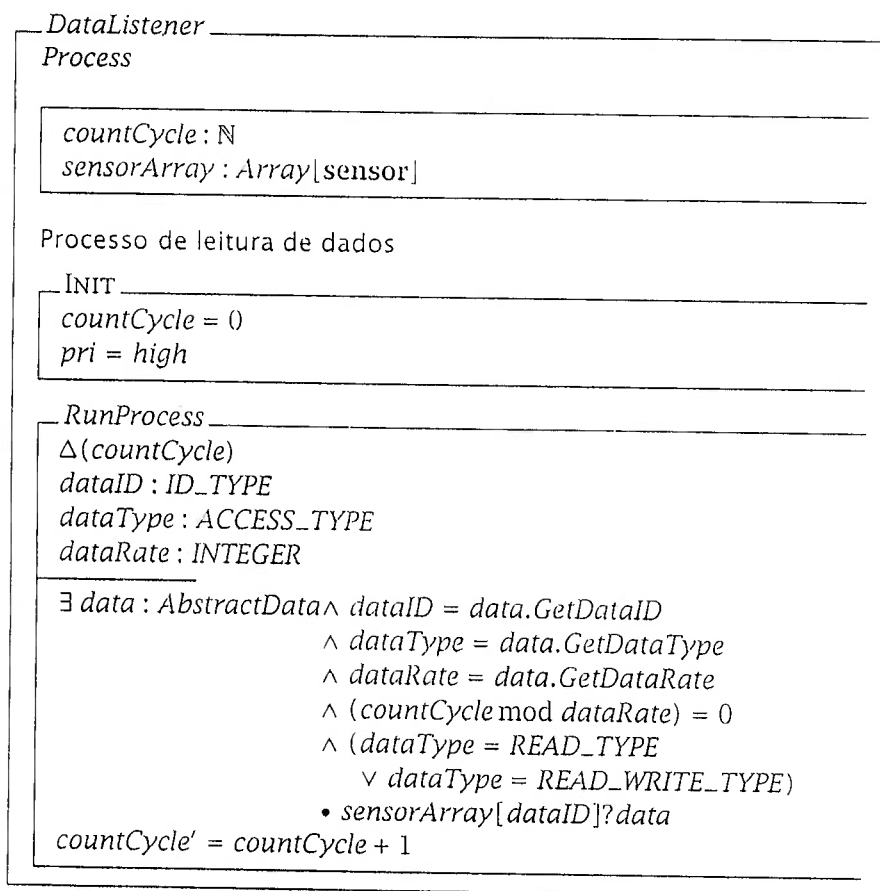 DataListener
Process
countCycle : ℕ
sensorArray : Array⌊sensor⌋
Processo de leitura de dados
INIT
countCycle = 0
pri = high
RunProcess
Δ(countCycle)
dataID : ID_TYPE
dataType : ACCESS_TYPE
dataRate : INTEGER
∃ data : AbstractData∧ dataID = data.GetDataID
∧ dataType = data.GetDataType
∧ dataRate = data.GetDataRate
∧ (countCycle mod dataRate) = 0
∧ (dataType = READ_TYPE
∨ dataType = READ_WRITE_TYPE)
• sensorArray[dataID]?data
countCycle′ = countCycle + 1